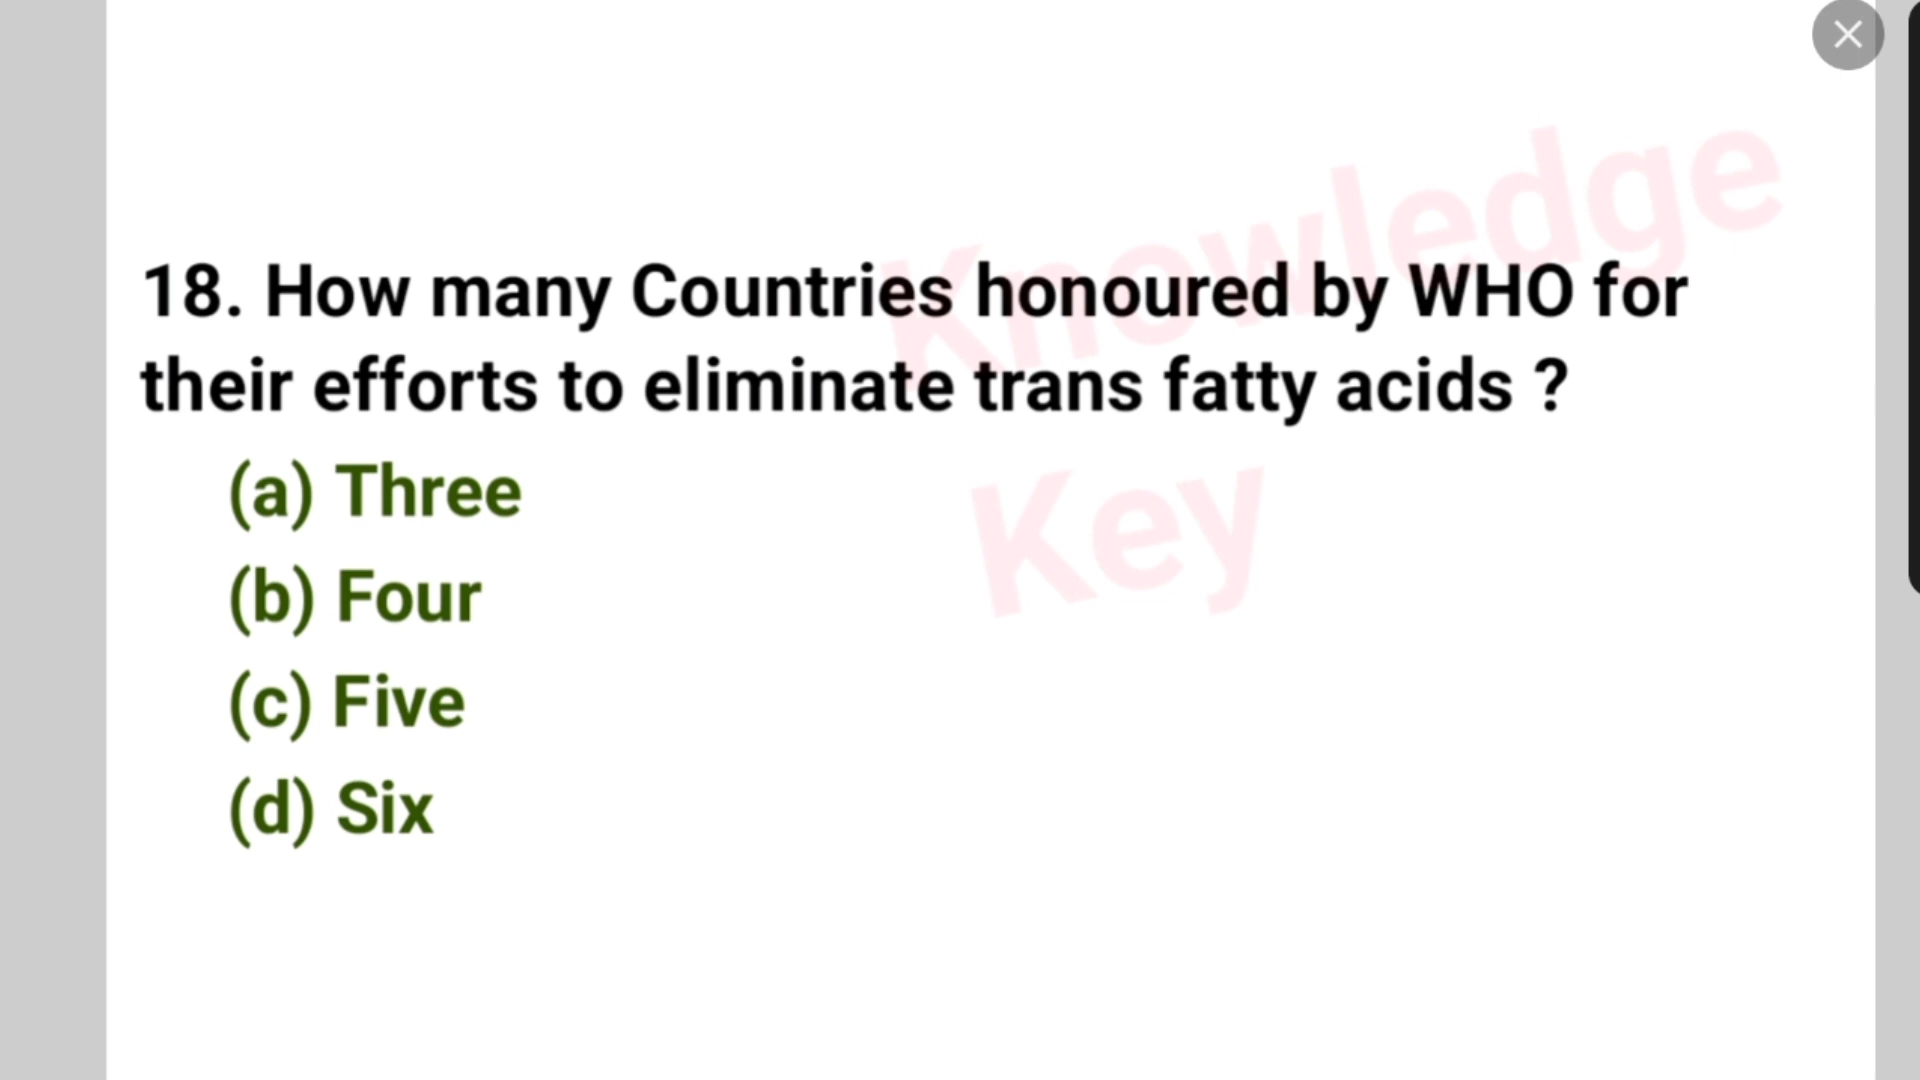 Knowledge
18. How many Countries honoured by WHO for
their efforts to eliminate trans fatty acids ?
Key
(a) Three
(b) Four
(c) Five
(d) Six